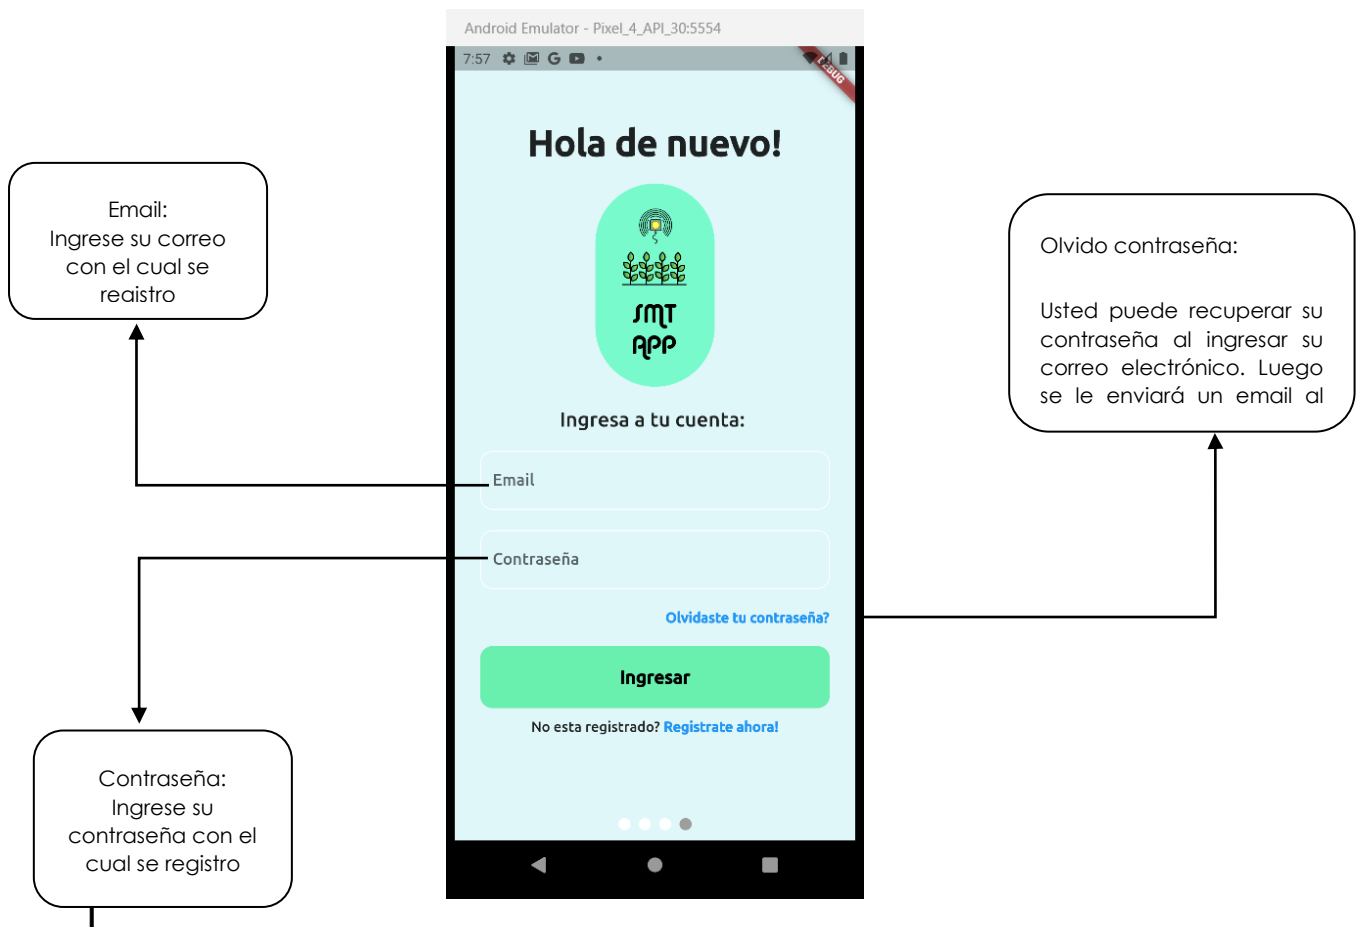 Android Emulator - Pixel_4_API_30:5554
7:57
DEBUG
Hola de nuevo!
SMT
APP
Ingresa a tu cuenta:
Email
Contraseña
Olvidaste tu contraseña?
Ingresar
No esta registrado? Registrate ahora!
Email:
Ingrese su correo
con el cual se
registro
Contraseña:
Ingrese su
contraseña con el
cual se registro
Olvido contraseña:
Usted puede recuperar su
contraseña al ingresar su
correo electrónico. Luego
se le enviará un email al